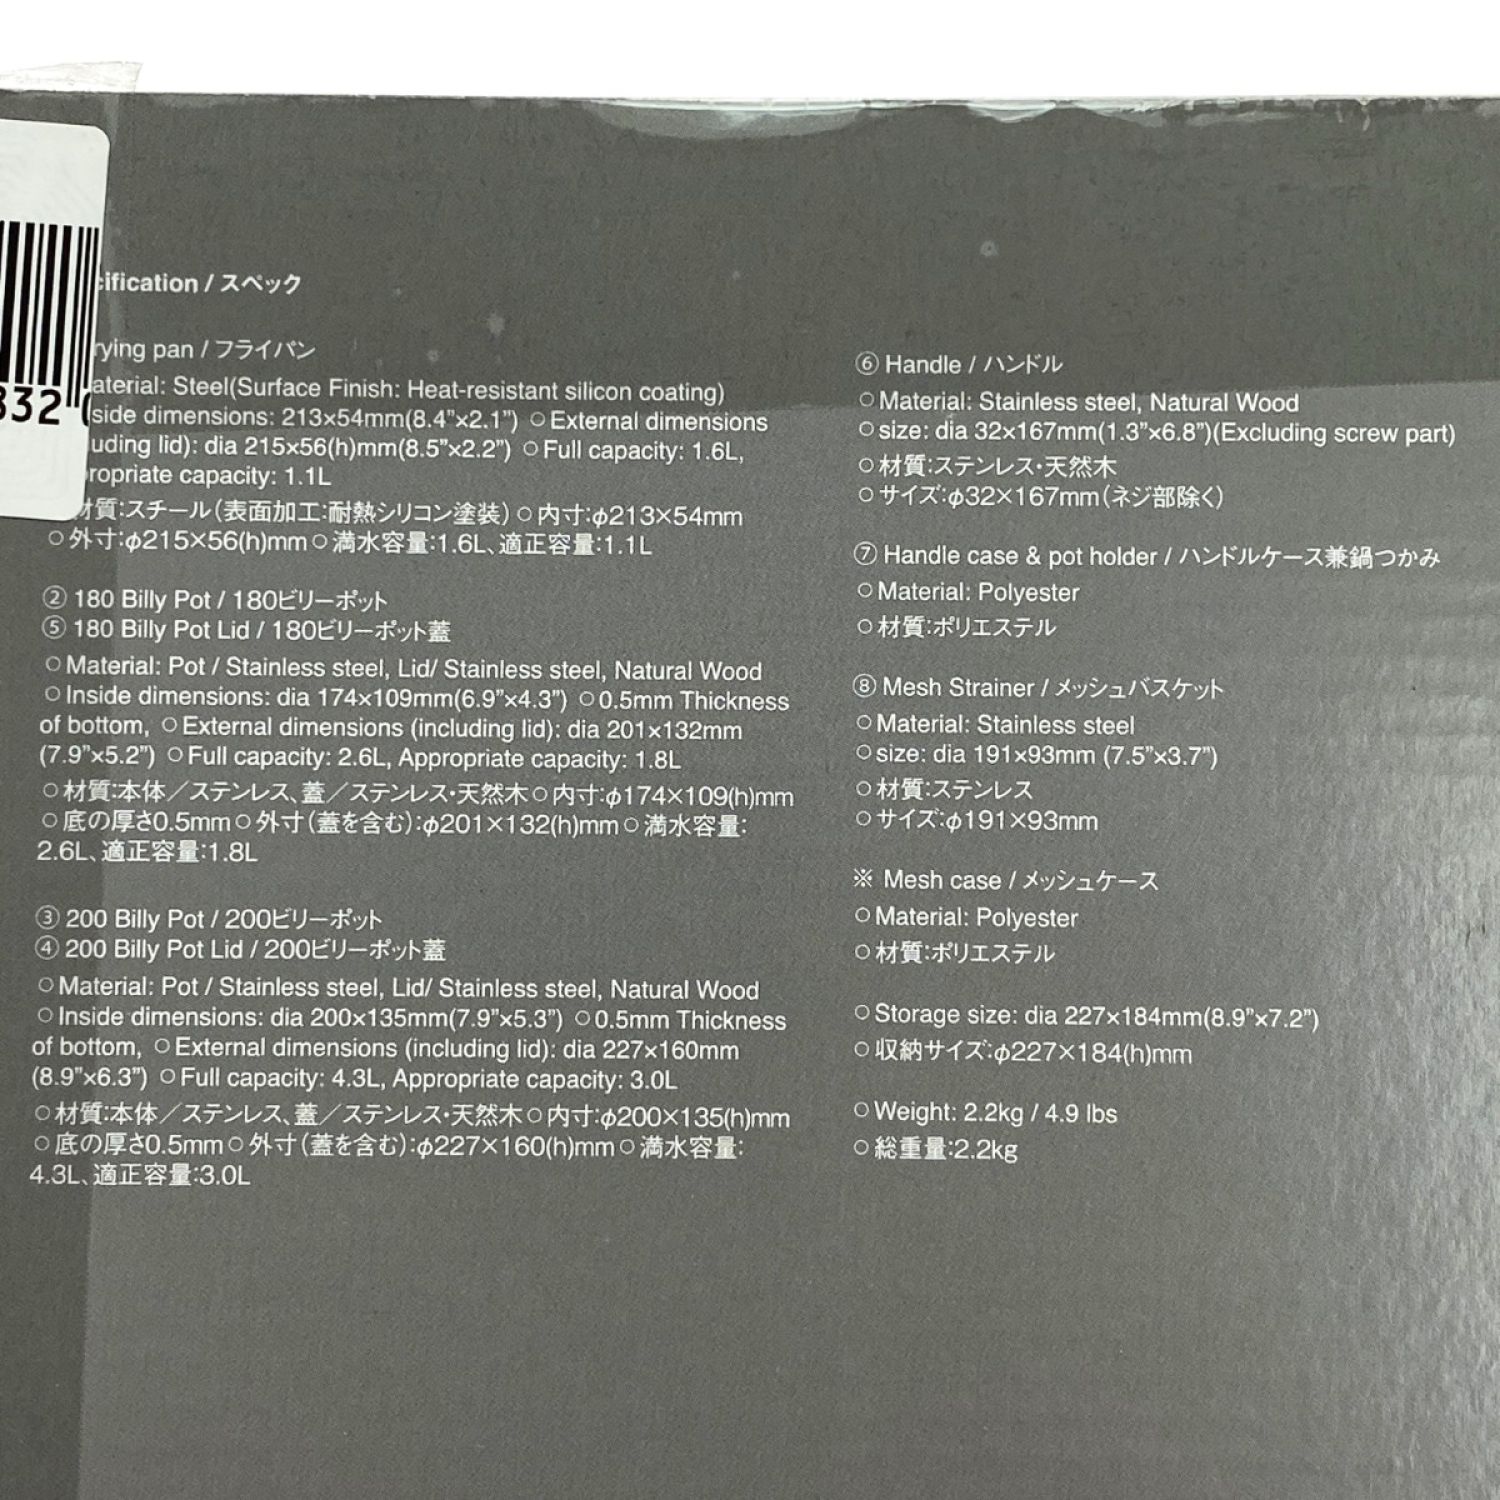 cification / スペック
rying pan / フライパン
aterial: Steel(Surface Finish: Heat-resistant silicon coating)
side dimensions: 213×54mm(8.4”×2.1”) ○External dimensions
uding lid): dia 215×56(h)mm(8.5”×2.2”) ○Full capacity: 1.6L,
ropriate capacity: 1.1L
材質:スチール(表面加工:耐熱シリコン塗装)○内寸:φ213×54mm
○外寸:φ215×56(h)mm○満水容量:1.6L、適正容量:1.1L
② 180 Billy Pot / 180ビリーポット
⑤ 180 Billy Pot Lid / 180ビリーポット蓋
○Material: Pot / Stainless steel, Lid/ Stainless steel, Natural Wood
○Inside dimensions: dia 174×109mm(6.9”×4.3”) ○0.5mm Thickness
of bottom, ○External dimensions (including lid): dia 201×132mm
(7.9”×5.2”) ○Full capacity: 2.6L, Appropriate capacity: 1.8L
○材質:本体/ステンレス、蓋/ステンレス・天然木○内寸:φ174×109(h)mm
○底の厚さ0.5mm○外寸(蓋を含む):φ201×132(h)mm○満水容量:
2.6L、適正容量:1.8L
③ 200 Billy Pot / 200ビリーポット
④ 200 Billy Pot Lid / 200ビリーポット蓋
○Material: Pot / Stainless steel, Lid/ Stainless steel, Natural Wood
○Inside dimensions: dia 200×135mm(7.9”×5.3”) ○0.5mm Thickness
of bottom, ○External dimensions (including lid): dia 227×160mm
(8.9”×6.3”) ○Full capacity: 4.3L, Appropriate capacity: 3.0L
○材質:本体/ステンレス、蓋/ステンレス・天然木○内寸:φ200×135(h)mm
○底の厚さ0.5mm○外寸(蓋を含む):φ227×160(h)mm○満水容量:
4.3L、適正容量:3.0L
⑥ Handle / ハンドル
○Material: Stainless steel, Natural Wood
○size: dia 32×167mm(1.3”×6.8”)(Excluding screw part)
○材質:ステンレス・天然木
○サイズ:φ32×167mm(ネジ部除く)
⑦ Handle case & pot holder / ハンドルケース兼鍋つかみ
○Material: Polyester
○材質:ポリエステル
⑧ Mesh Strainer / メッシュバスケット
○Material: Stainless steel
○size: dia 191×93mm (7.5”×3.7”)
○材質:ステンレス
○サイズ:φ191×93mm
※ Mesh case / メッシュケース
○Material: Polyester
○材質:ポリエステル
○Storage size: dia 227×184mm(8.9”×7.2”)
○収納サイズ:φ227×184(h)mm
○Weight: 2.2kg / 4.9 lbs
○総重量:2.2kg
332